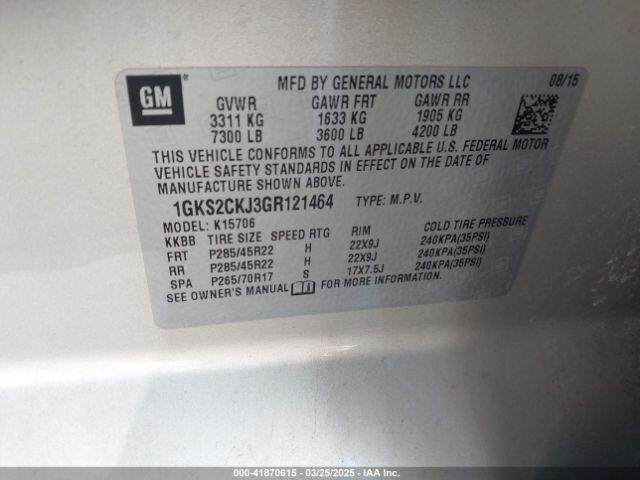 GM ® MFD BY GENERAL MOTORS LLC 08/15
GVWR GAWR FRT GAWR RR
3311 KG 1633 KG 1905 KG
7300 LB 3600 LB 4200 LB
THIS VEHICLE CONFORMS TO ALL APPLICABLE U.S. FEDERAL MOTOR
VEHICLE SAFETY STANDARDS IN EFFECT ON THE DATE OF
MANUFACTURE SHOWN ABOVE.
1GKS2CKJ3GR121464 TYPE: M.P.V.
MODEL: K15706
KKBB TIRE SIZE SPEED RTG RIM COLD TIRE PRESSURE
FRT P285/45R22 H 22X9J 240KPA(35PSI)
RR P285/45R22 H 22X9J 240KPA(35PSI)
SPA P265/70R17 S 17X7.5J 240KPA(35PSI)
SEE OWNER'S MANUAL FOR MORE INFORMATION.
000-41870615 - 03/25/2025 - IAA Inc.